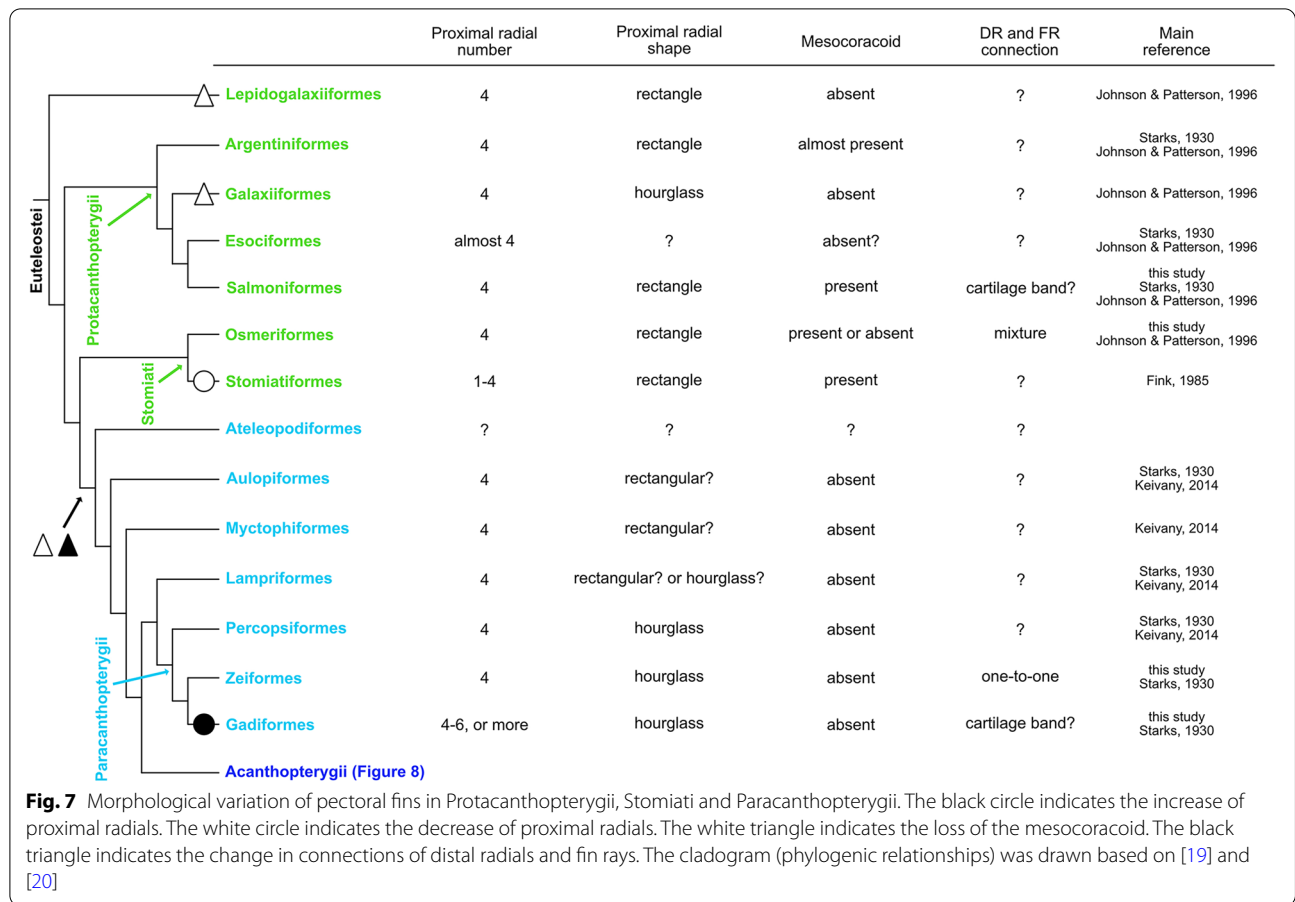 Proximal radial number Proximal radial shape Mesocoracoid DR and FR connection Main reference
Lepidogalaxiiformes 4 rectangle absent ? Johnson & Patterson, 1996
Argentiniformes 4 rectangle almost present ? Starks, 1930 Johnson & Patterson, 1996
Galaxiiformes 4 hourglass absent ? Johnson & Patterson, 1996
Esociformes almost 4 ? absent? ? Starks, 1930 Johnson & Patterson, 1996
Salmoniformes 4 rectangle present cartilage band? this study Starks, 1930 Johnson & Patterson, 1996
Osmeriformes 4 rectangle present or absent mixture this study Johnson & Patterson, 1996
Stomiatiformes 1-4 rectangle present ? Fink, 1985
Ateleopodiformes ? ? ? ?
Aulopiformes 4 rectangular? absent ? Starks, 1930 Keivany, 2014
Myctophiformes 4 rectangular? absent ? Keivany, 2014
Lampriformes 4 rectangular? or hourglass? absent ? Starks, 1930 Keivany, 2014
Percopsiformes 4 hourglass absent ? Starks, 1930 Keivany, 2014
Zeiformes 4 hourglass absent one-to-one this study Starks, 1930
Gadiformes 4-6, or more hourglass absent cartilage band? this study Starks, 1930
Acanthopterygii (Figure 8)
Euteleostei
Protacanthopterygii
Stomiati
Paracanthopterygii
Fig. 7 Morphological variation of pectoral fins in Protacanthopterygii, Stomiati and Paracanthopterygii. The black circle indicates the increase of
proximal radials. The white circle indicates the decrease of proximal radials. The white triangle indicates the loss of the mesocoracoid. The black
triangle indicates the change in connections of distal radials and fin rays. The cladogram (phylogenic relationships) was drawn based on [19] and
[20]